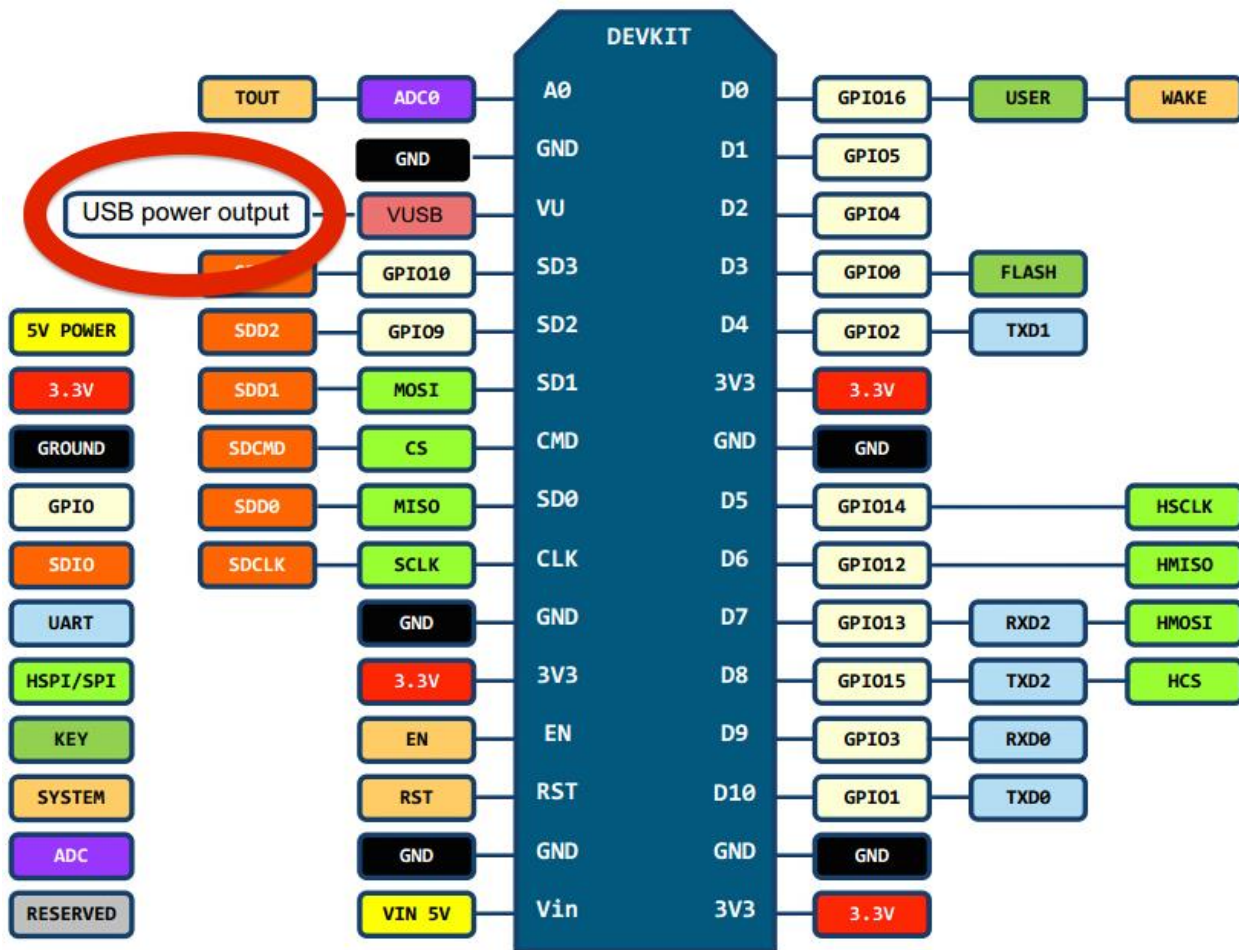 DEVKIT
TOUT ADC0 A0 D0 GPIO16 USER WAKE
GND GND D1 GPIO5
USB power output VUSB VU D2 GPIO4
GPIO10 SD3 D3 GPIO0 FLASH
5V POWER SDD2 GPIO9 SD2 D4 GPIO2 TXD1
3.3V SDD1 MOSI SD1 3V3 3.3V
GROUND SDCMD CS CMD GND GND
GPIO SDD0 MISO SD0 D5 GPIO14 HSCLK
SDIO SDCLK SCLK CLK D6 GPIO12 HMISO
UART GND GND D7 GPIO13 RXD2 HMOSI
HSPI/SPI 3.3V 3V3 D8 GPIO15 TXD2 HCS
KEY EN EN D9 GPIO3 RXD0
SYSTEM RST RST D10 GPIO1 TXD0
ADC GND GND GND GND
RESERVED VIN 5V Vin 3V3 3.3V